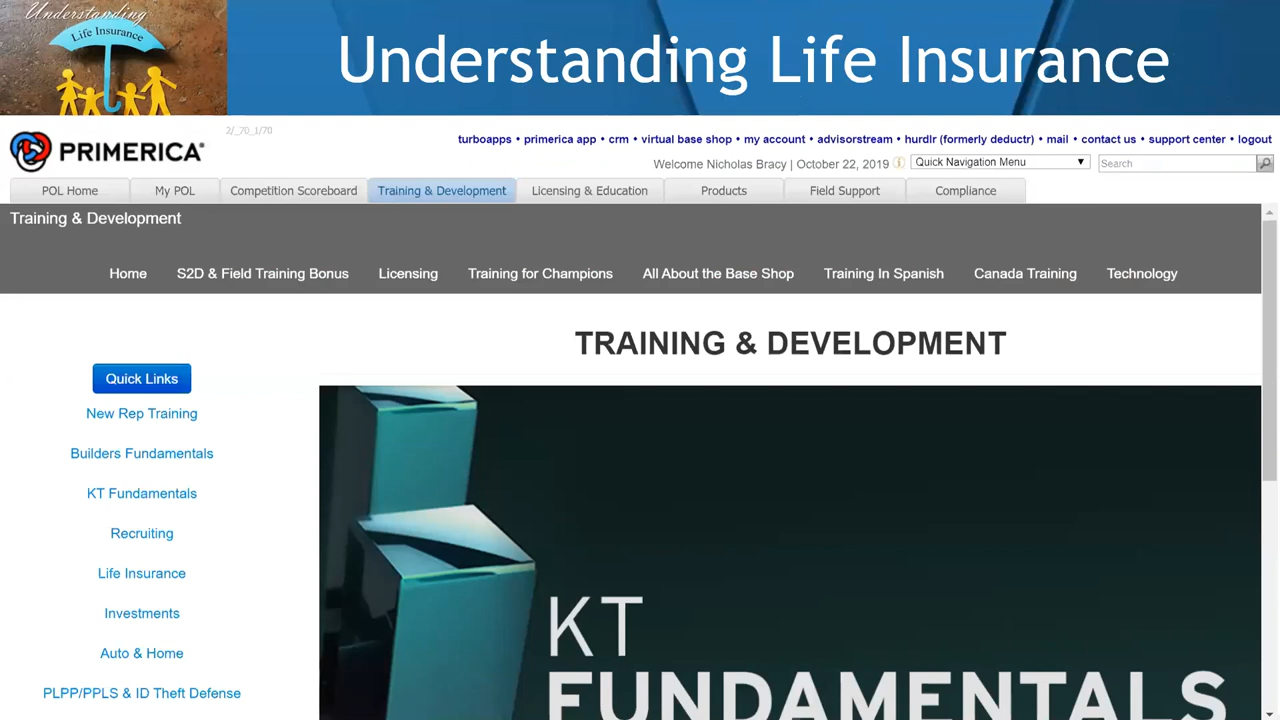 Understanding
Life Insurance
Understanding Life Insurance
2/_70_1/70
PRIMERICA
turboapps • primerica app • crm • virtual base shop • my account • advisorstream • hurdlr (formerly deductr) • mail • contact us • support center • logout
Welcome Nicholas Bracy | October 22, 2019
Quick Navigation Menu
Search
POL Home
My POL
Competition Scoreboard
Training & Development
Licensing & Education
Products
Field Support
Compliance
Training & Development
Home
S2D & Field Training Bonus
Licensing
Training for Champions
All About the Base Shop
Training In Spanish
Canada Training
Technology
TRAINING & DEVELOPMENT
Quick Links
New Rep Training
Builders Fundamentals
KT Fundamentals
Recruiting
Life Insurance
Investments
Auto & Home
PLPP/PPLS & ID Theft Defense
KT
FUNDAMENTALS